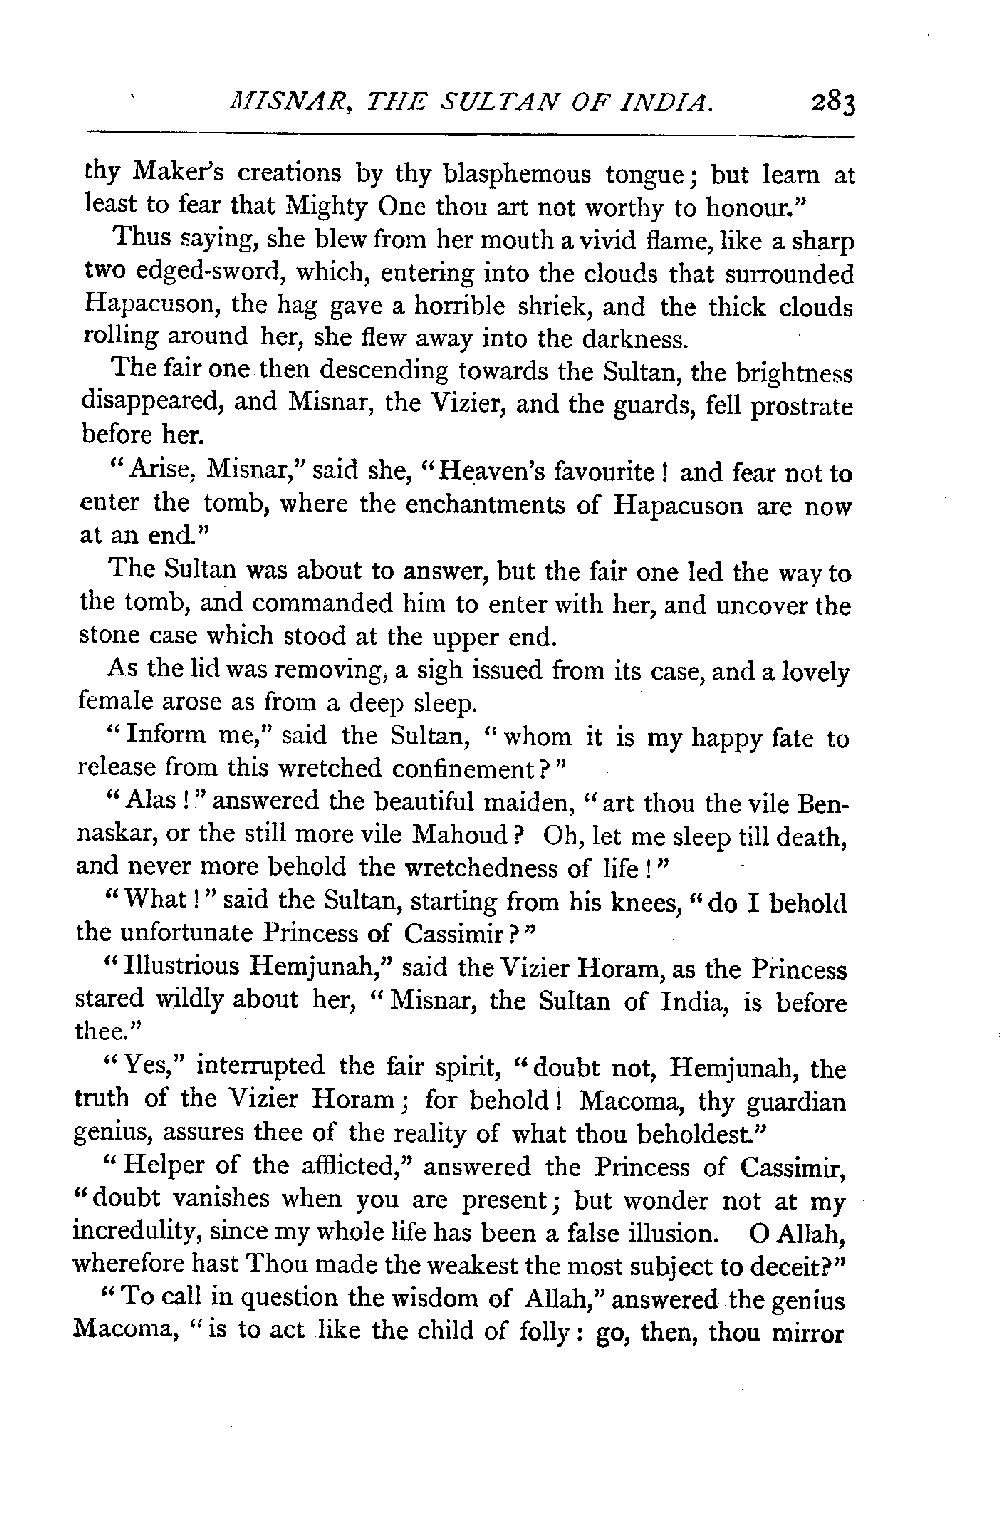 MISNAR, THE SULTAN OF INDIA. 283
thy Maker's creations by thy blasphemous tongue; but learn at
least to fear that Mighty One thou art not worthy to honour."
Thus saying, she blew from her mouth a vivid flame, like a sharp
two edged-sword, which, entering into the clouds that surrounded
Hapacuson, the hag gave a horrible shriek, and the thick clouds
rolling around her, she flew away into the darkness.
The fair one then descending towards the Sultan, the brightness
disappeared, and Misnar, the Vizier, and the guards, fell prostrate
before her.
"Arise, Misnar," said she, "Heaven's favourite! and fear not to
enter the tomb, where the enchantments of Hapacuson are now
at an end."
The Sultan was about to answer, but the fair one led the way to
the tomb, and commanded him to enter with her, and uncover the
stone case which stood at the upper end.
As the lid was removing, a sigh issued from its case, and a lovely
female arose as from a deep sleep.
"Inform me," said the Sultan, "whom it is my happy fate to
release from this wretched confinement?"
"Alas!" answered the beautiful maiden, "art thou the vile Ben-
naskar, or the still more vile Mahoud? Oh, let me sleep till death,
and never more behold the wretchedness of life!"
"What!" said the Sultan, starting from his knees, "do I behold
the unfortunate Princess of Cassimir?"
"Illustrious Hemjunah," said the Vizier Horam, as the Princess
stared wildly about her, "Misnar, the Sultan of India, is before
thee."
"Yes," interrupted the fair spirit, "doubt not, Hemjunah, the
truth of the Vizier Horam; for behold! Macoma, thy guardian
genius, assures thee of the reality of what thou beholdest."
"Helper of the afflicted," answered the Princess of Cassimir,
"doubt vanishes when you are present; but wonder not at my
incredulity, since my whole life has been a false illusion. O Allah,
wherefore hast Thou made the weakest the most subject to deceit?"
"To call in question the wisdom of Allah," answered the genius
Macoma, "is to act like the child of folly: go, then, thou mirror